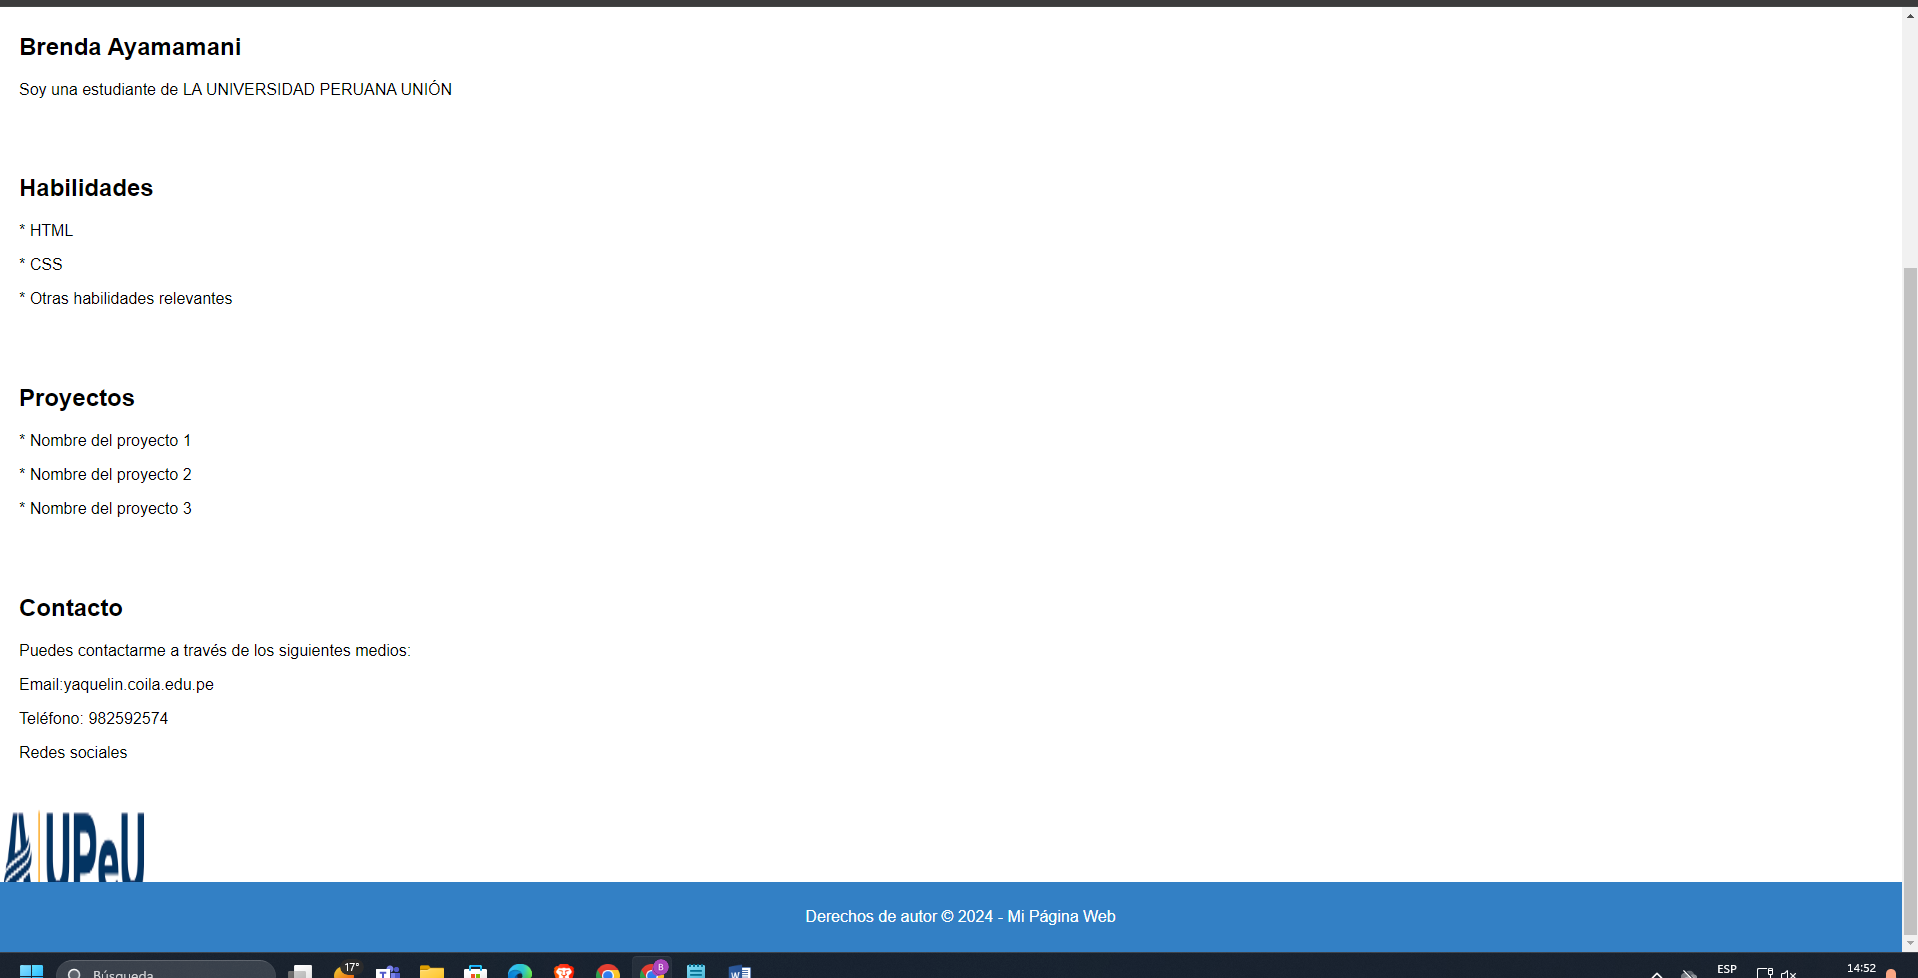 Brenda Ayamamani
Soy una estudiante de LA UNIVERSIDAD PERUANA UNIÓN
Habilidades
* HTML
* CSS
* Otras habilidades relevantes
Proyectos
* Nombre del proyecto 1
* Nombre del proyecto 2
* Nombre del proyecto 3
Contacto
Puedes contactarme a través de los siguientes medios:
Email:yaquelin.coila.edu.pe
Teléfono: 982592574
Redes sociales
UPeU
Derechos de autor © 2024 - Mi Página Web
Búsqueda
17°
B
ESP
14:52